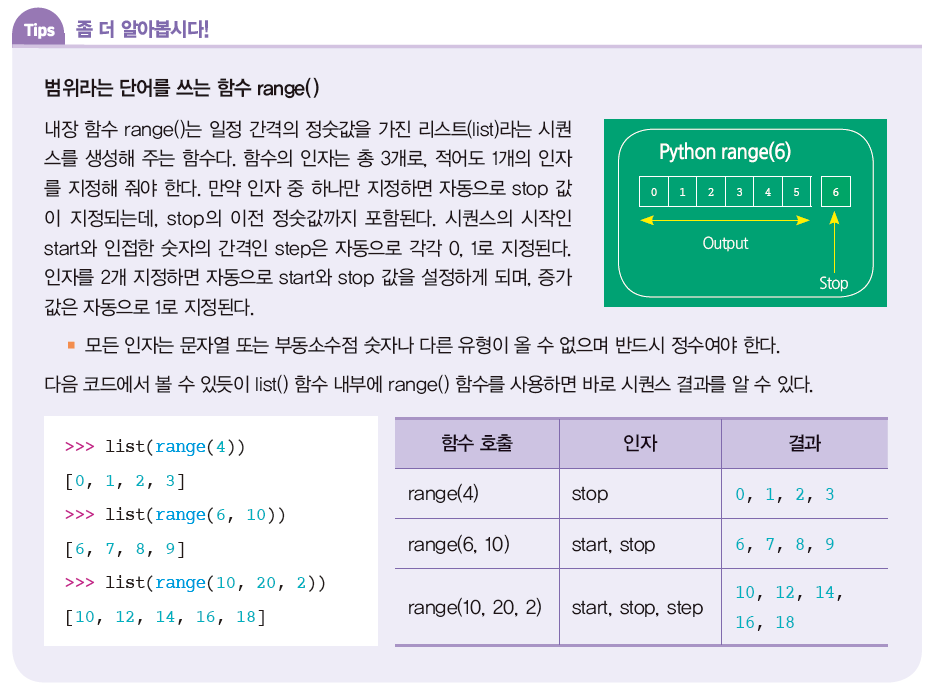 Tips 좀 더 알아봅시다!
범위라는 단어를 쓰는 함수 range()
내장 함수 range()는 일정 간격의 정숫값을 가진 리스트(list)라는 시퀀
스를 생성해 주는 함수다. 함수의 인자는 총 3개로, 적어도 1개의 인자
를 지정해 줘야 한다. 만약 인자 중 하나만 지정하면 자동으로 stop 값
이 지정되는데, stop의 이전 정숫값까지 포함된다. 시퀀스의 시작인
start와 인접한 숫자의 간격인 step은 자동으로 각각 0, 1로 지정된다.
인자를 2개 지정하면 자동으로 start와 stop 값을 설정하게 되며, 증가
값은 자동으로 1로 지정된다.
Python range(6)
0 1 2 3 4 5 6
Output
Stop
■ 모든 인자는 문자열 또는 부동소수점 숫자나 다른 유형이 올 수 없으며 반드시 정수여야 한다.
다음 코드에서 볼 수 있듯이 list() 함수 내부에 range() 함수를 사용하면 바로 시퀀스 결과를 알 수 있다.
>>> list(range(4))
[0, 1, 2, 3]
>>> list(range(6, 10))
[6, 7, 8, 9]
>>> list(range(10, 20, 2))
[10, 12, 14, 16, 18]
함수 호출 인자 결과
range(4) stop 0, 1, 2, 3
range(6, 10) start, stop 6, 7, 8, 9
range(10, 20, 2) start, stop, step 10, 12, 14,
16, 18